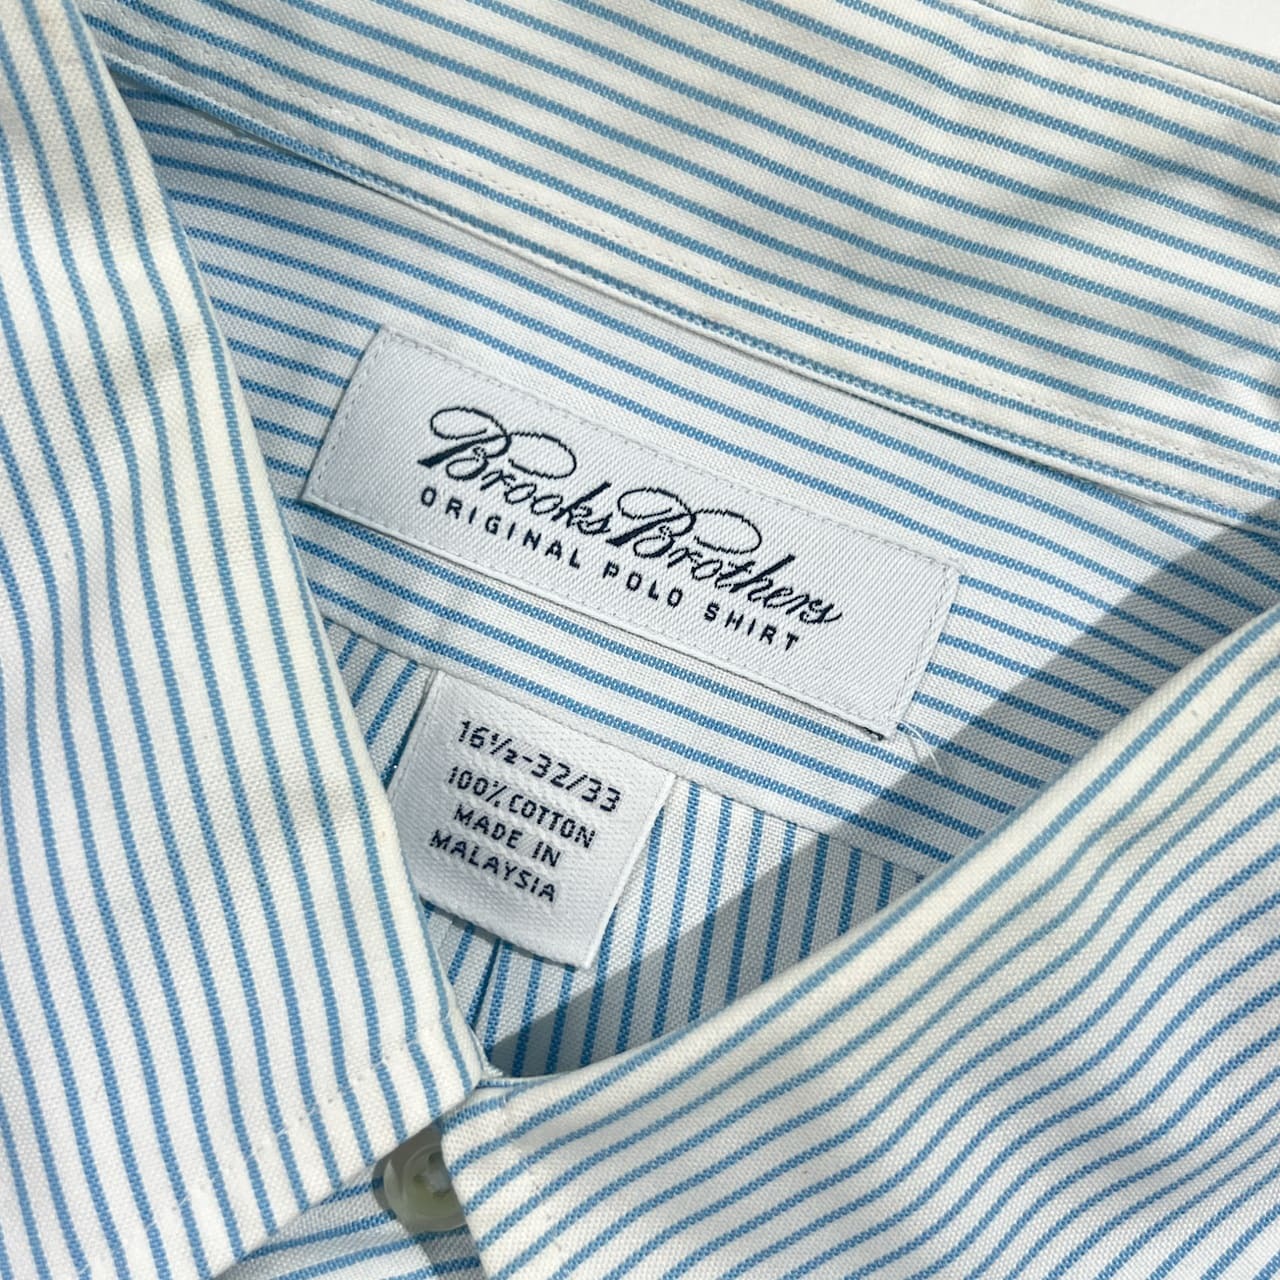 Brooks Brothers
ORIGINAL POLO SHIRT
16½-32/33
100% COTTON
MADE IN
MALAYSIA